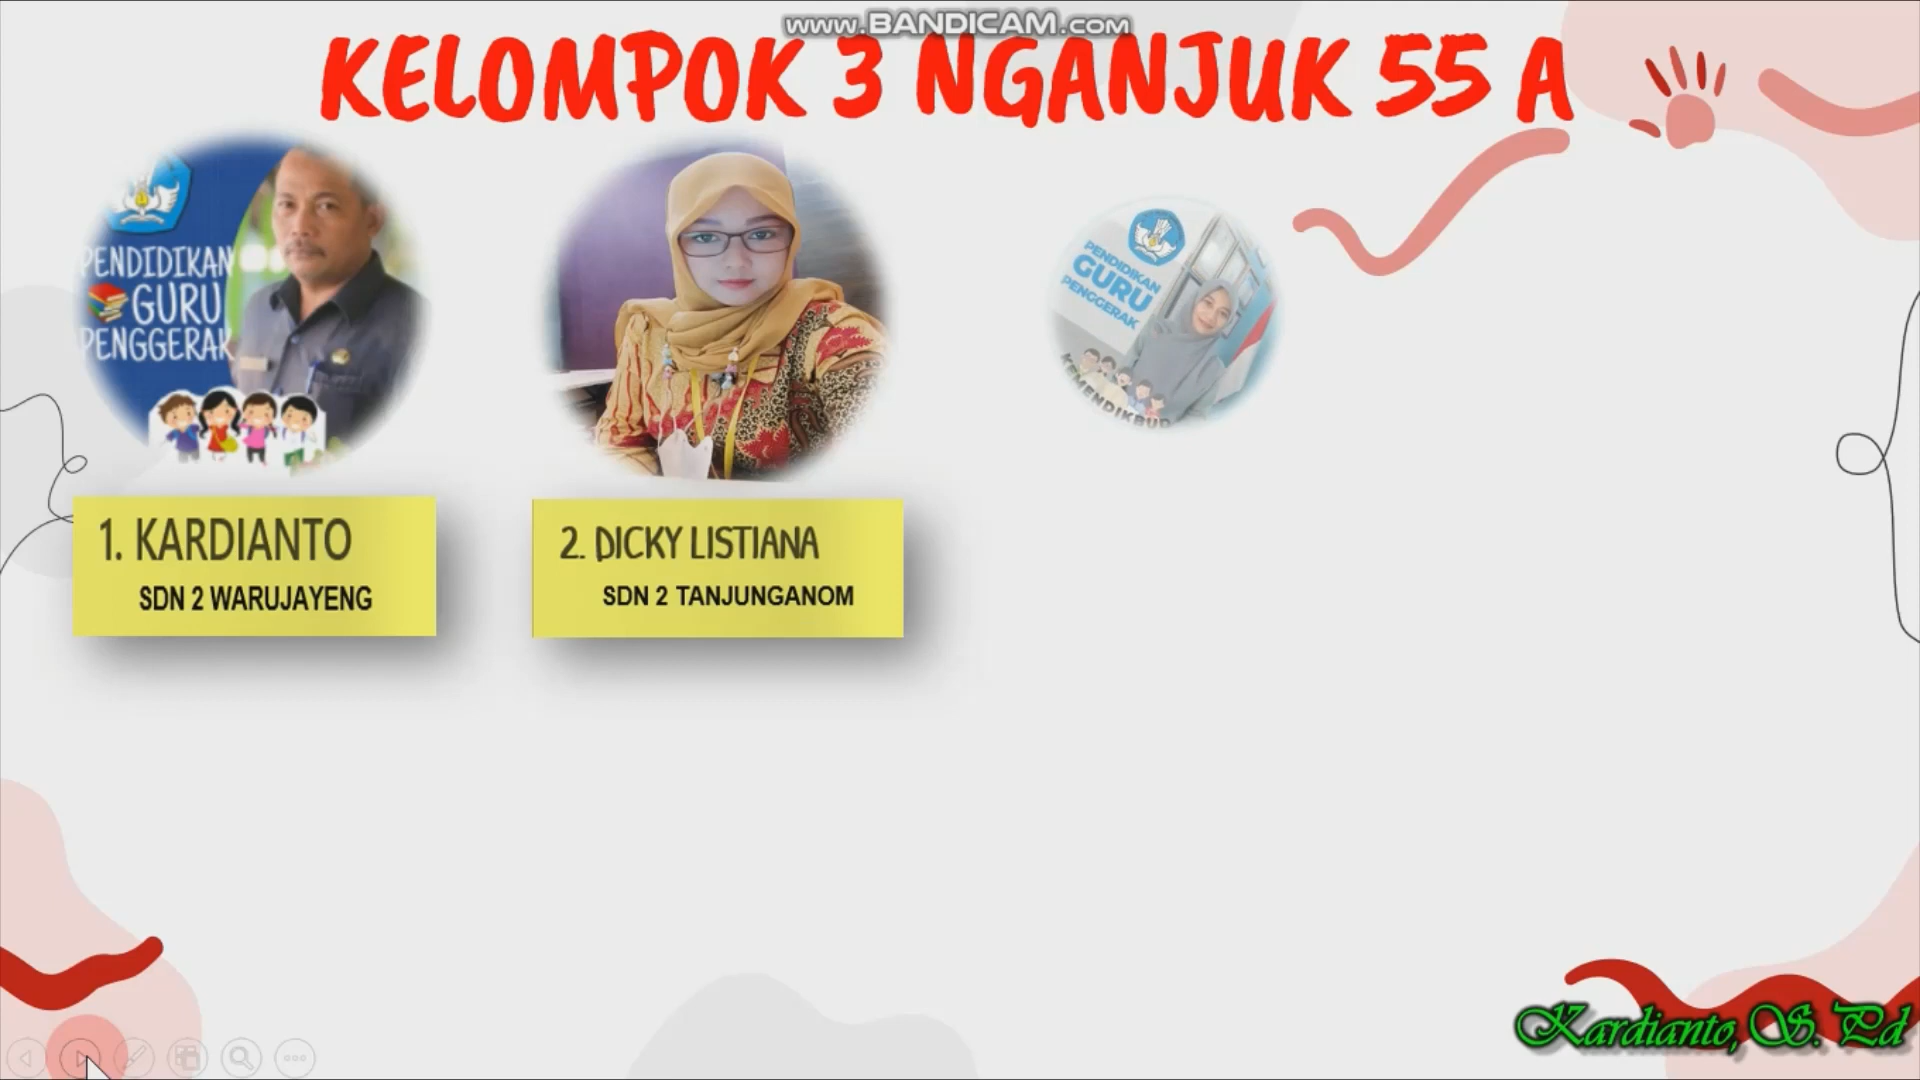 www.BANDICAM.com
KELOMPOK 3 NGANJUK 55 A
PENDIDIKAN
GURU
PENGGERAK
PENDIDIKAN
GURU
PENGGERAK
KEMENDIKBUD
1. KARDIANTO
SDN 2 WARUJAYENG
2. DICKY LISTIANA
SDN 2 TANJUNGANOM
Kardianto, S. Pd